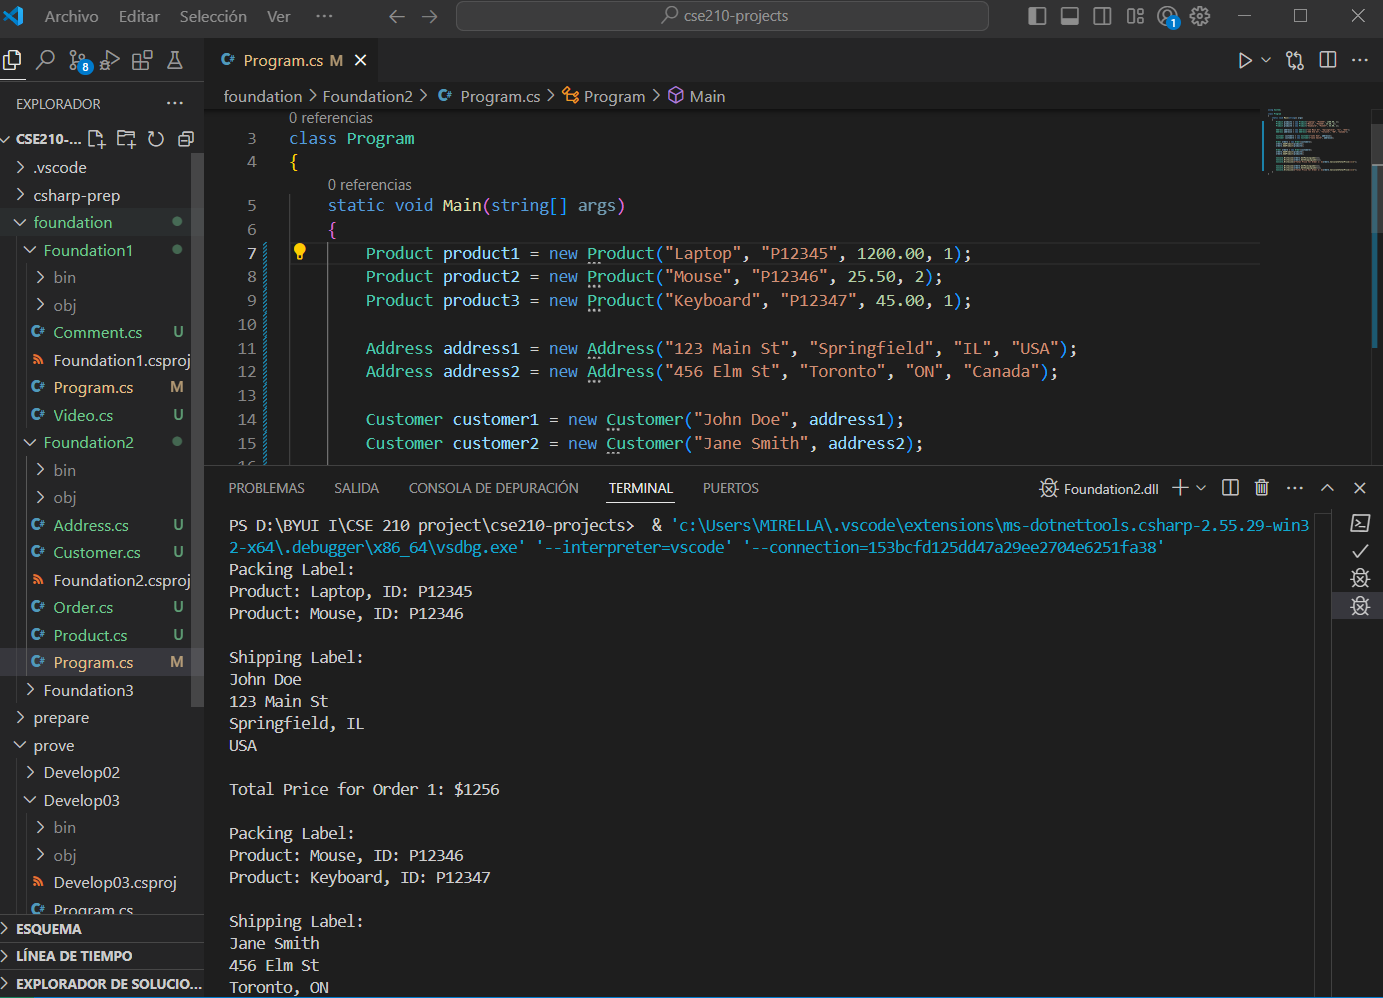 Archivo Editar Selección Ver ··· cse210-projects 1
8
Program.cs M
EXPLORADOR ···
foundation > Foundation2 > Program.cs > Program > Main
CSE210-...
.vscode
csharp-prep
foundation
Foundation1
bin
obj
Comment.cs U
Foundation1.csproj
Program.cs M
Video.cs U
Foundation2
bin
obj
Address.cs U
Customer.cs U
Foundation2.csproj
Order.cs U
Product.cs U
Program.cs M
Foundation3
prepare
prove
Develop02
Develop03
bin
obj
Develop03.csproj
Program.cs
ESQUEMA
LÍNEA DE TIEMPO
EXPLORADOR DE SOLUCIO...
0 referencias
3 class Program
4 {
0 referencias
5 static void Main(string[] args)
6 {
7 Product product1 = new Product("Laptop", "P12345", 1200.00, 1);
8 Product product2 = new Product("Mouse", "P12346", 25.50, 2);
9 Product product3 = new Product("Keyboard", "P12347", 45.00, 1);
10
11 Address address1 = new Address("123 Main St", "Springfield", "IL", "USA");
12 Address address2 = new Address("456 Elm St", "Toronto", "ON", "Canada");
13
14 Customer customer1 = new Customer("John Doe", address1);
15 Customer customer2 = new Customer("Jane Smith", address2);
16
PROBLEMAS SALIDA CONSOLA DE DEPURACIÓN TERMINAL PUERTOS Foundation2.dll
PS D:\BYUI I\CSE 210 project\cse210-projects> & 'c:\Users\MIRELLA\.vscode\extensions\ms-dotnettools.csharp-2.55.29-win3
2-x64\.debugger\x86_64\vsdbg.exe' '--interpreter=vscode' '--connection=153bcfd125dd47a29ee2704e6251fa38'
Packing Label:
Product: Laptop, ID: P12345
Product: Mouse, ID: P12346
Shipping Label:
John Doe
123 Main St
Springfield, IL
USA
Total Price for Order 1: $1256
Packing Label:
Product: Mouse, ID: P12346
Product: Keyboard, ID: P12347
Shipping Label:
Jane Smith
456 Elm St
Toronto, ON